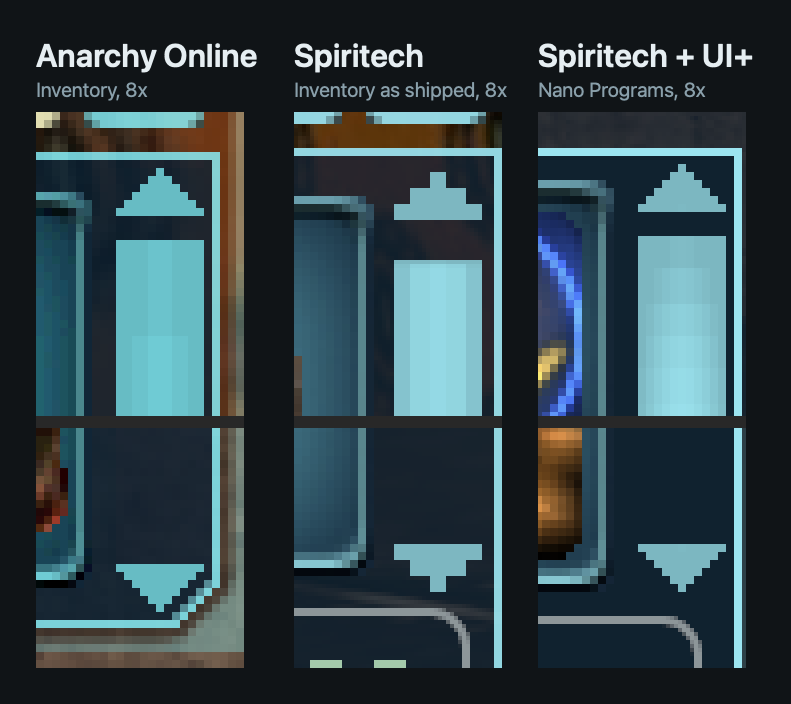 Anarchy Online
Inventory, 8x
Spiritech
Inventory as shipped, 8x
Spiritech + UI+
Nano Programs, 8x